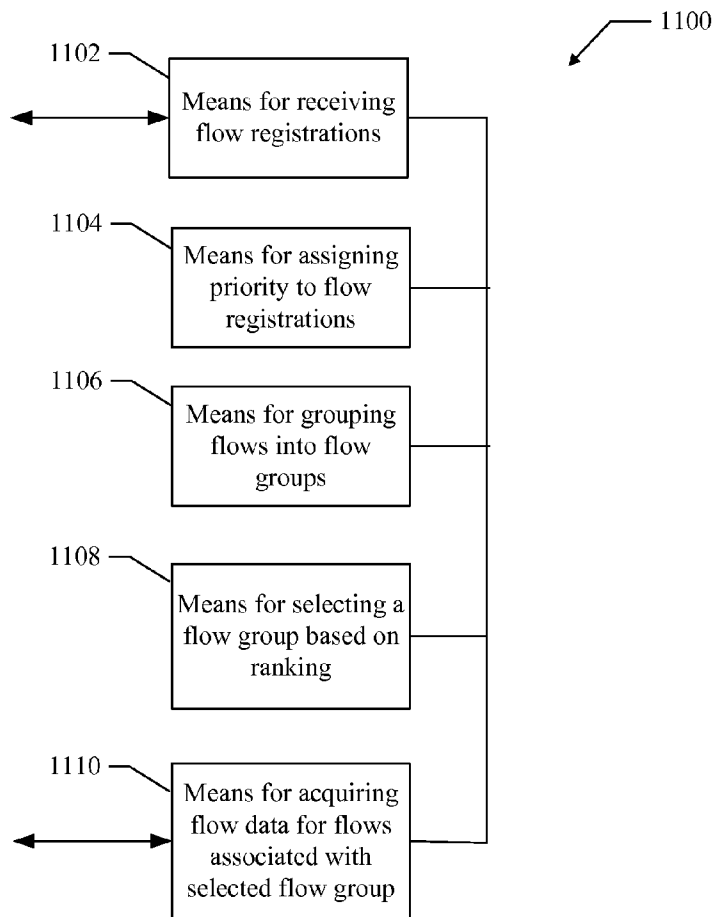 1100
1102
Means for receiving
flow registrations
1104
Means for assigning
priority to flow
registrations
1106
Means for grouping
flows into flow
groups
1108
Means for selecting a
flow group based on
ranking
1110
Means for acquiring
flow data for flows
associated with
selected flow group